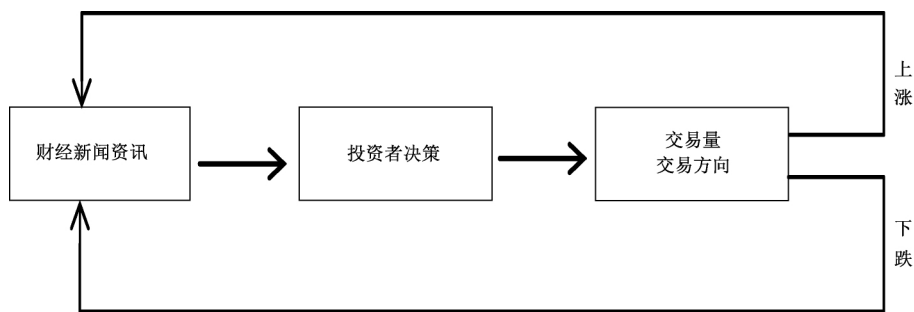 财经新闻资讯
投资者决策
交易量
交易方向
上涨
下跌